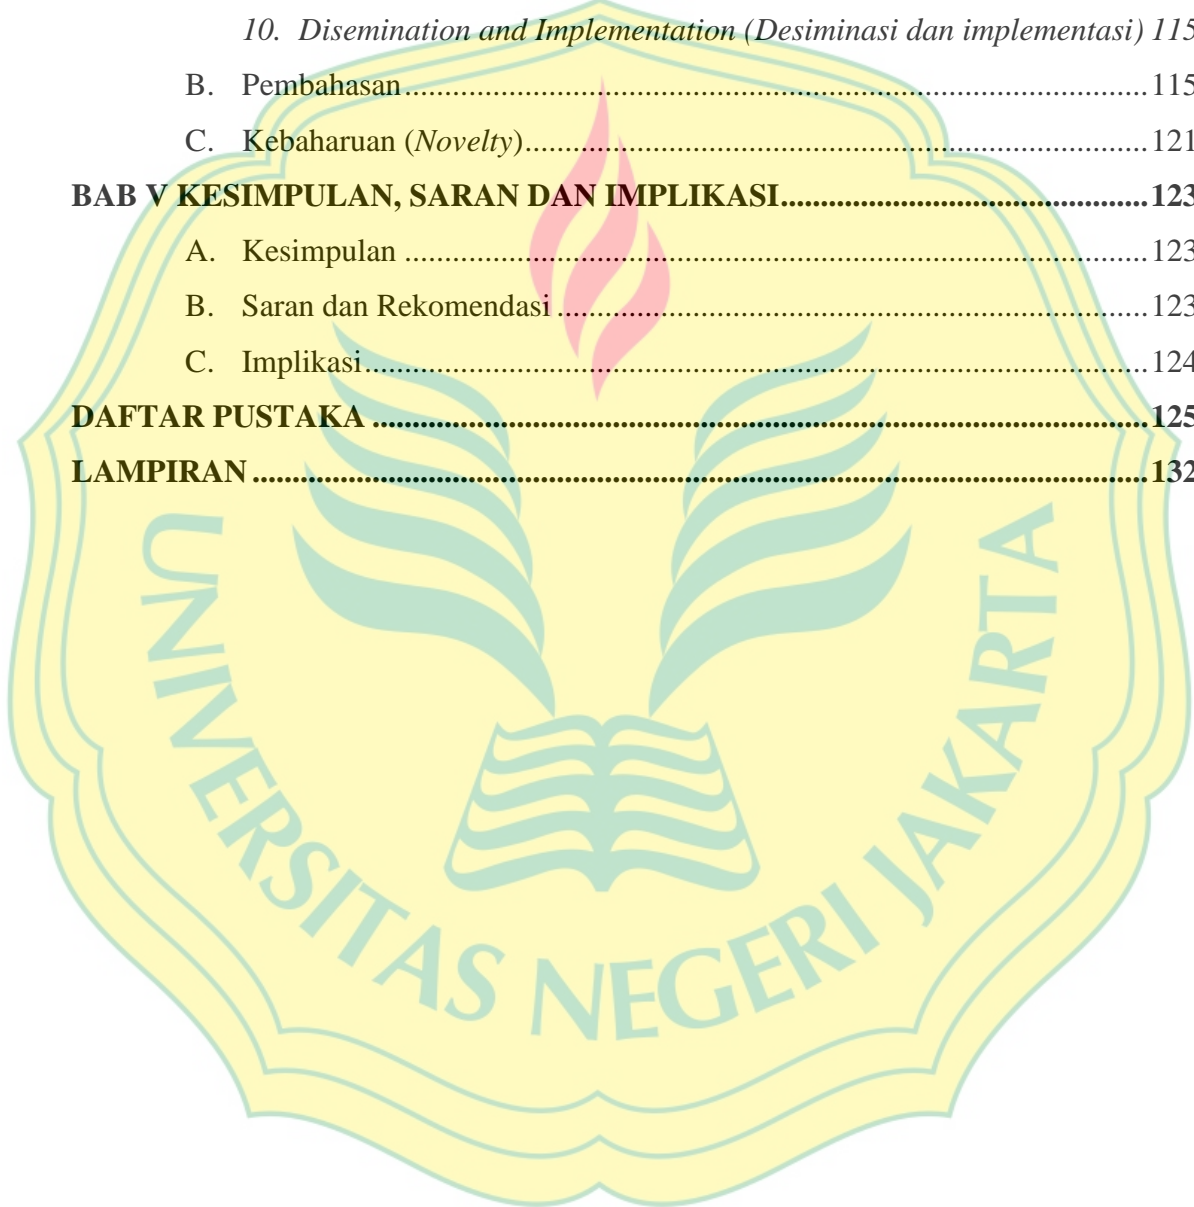 10. Disemination and Implementation (Desiminasi dan implementasi) 115
B. Pembahasan........................................................................................................ 115
C. Kebaharuan (Novelty)........................................................................................ 121
BAB V KESIMPULAN, SARAN DAN IMPLIKASI............................................... 123
A. Kesimpulan ........................................................................................................ 123
B. Saran dan Rekomendasi ..................................................................................... 123
C. Implikasi............................................................................................................. 124
DAFTAR PUSTAKA .................................................................................................. 125
LAMPIRAN ................................................................................................................. 132
UNIVERSITAS NEGERI JAKARTA